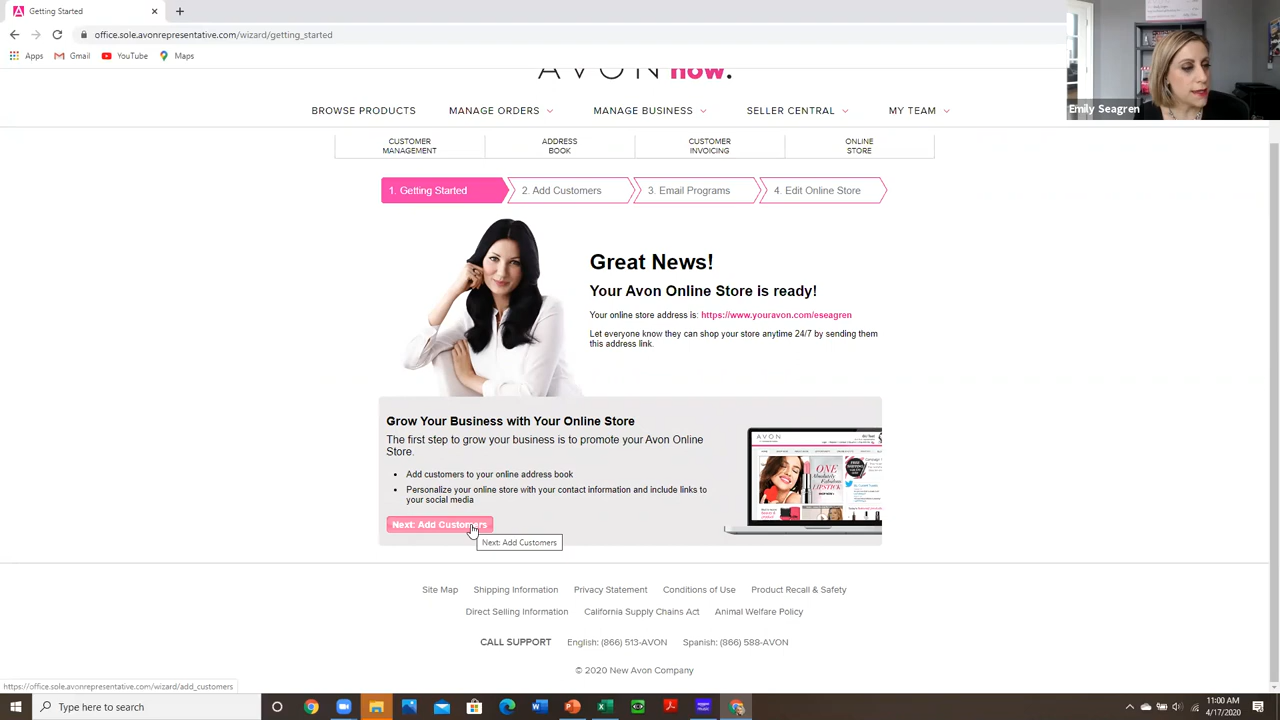 Getting Started
office.sole.avonrepresentative.com/wizard/getting_started
Apps Gmail YouTube Maps
AVON now.
Emily Seagren
BROWSE PRODUCTS MANAGE ORDERS MANAGE BUSINESS SELLER CENTRAL MY TEAM
CUSTOMER MANAGEMENT
ADDRESS BOOK
CUSTOMER INVOICING
ONLINE STORE
1. Getting Started 2. Add Customers 3. Email Programs 4. Edit Online Store
Great News!
Your Avon Online Store is ready!
Your online store address is: https://www.youravon.com/eseagren
Let everyone know they can shop your store anytime 24/7 by sending them
this address link.
Grow Your Business with Your Online Store
The first step to grow your business is to promote your Avon Online
Store.
• Add customers to your online address book
• Personalize your online store with your contact information and include links to
your social media
Next: Add Customers
Next: Add Customers
AVON
ONE
Absolutely
Fabulous
LIPSTICK
Site Map Shipping Information Privacy Statement Conditions of Use Product Recall & Safety
Direct Selling Information California Supply Chains Act Animal Welfare Policy
CALL SUPPORT English: (866) 513-AVON Spanish: (866) 588-AVON
© 2020 New Avon Company
https://office.sole.avonrepresentative.com/wizard/add_customers
Type here to search
11:00 AM
4/17/2020